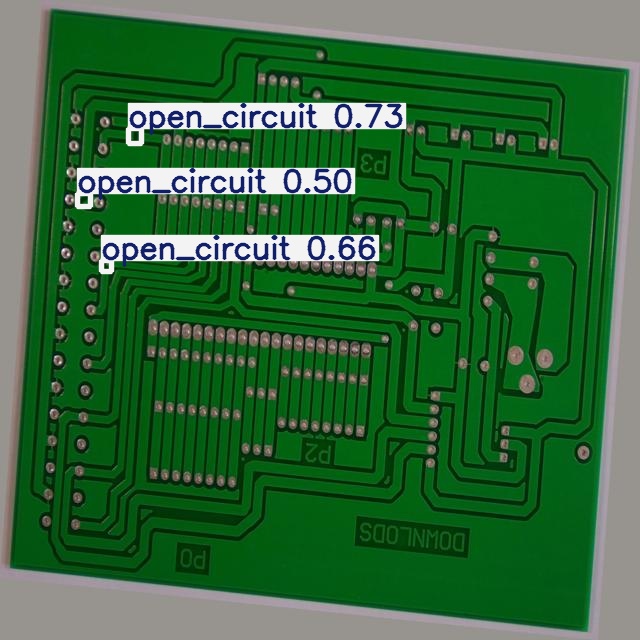 open_circuit 0.73
open_circuit 0.50
open_circuit 0.66
P3
P2
DOWNLODS
P0